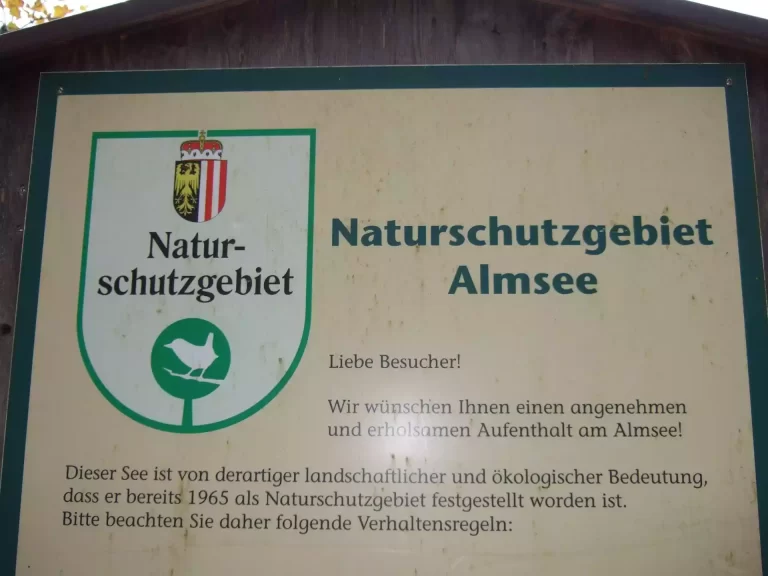 Natur-
schutzgebiet
Naturschutzgebiet
Almsee
Liebe Besucher!
Wir wünschen Ihnen einen angenehmen
und erholsamen Aufenthalt am Almsee!
Dieser See ist von derartiger landschaftlicher und ökologischer Bedeutung,
dass er bereits 1965 als Naturschutzgebiet festgestellt worden ist.
Bitte beachten Sie daher folgende Verhaltensregeln: